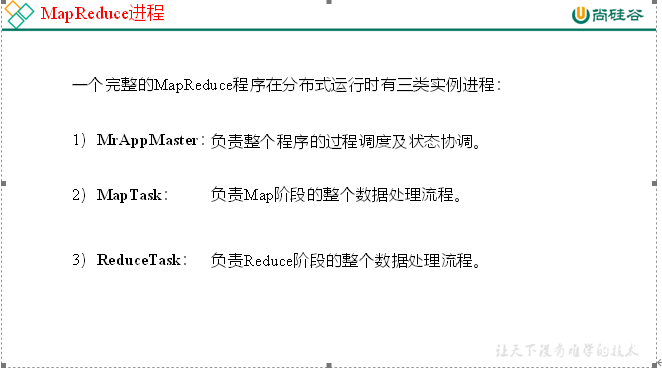 MapReduce进程
尚硅谷
一个完整的MapReduce程序在分布式运行时有三类实例进程：
1）MrAppMaster：负责整个程序的过程调度及状态协调。
2）MapTask：负责Map阶段的整个数据处理流程。
3）ReduceTask：负责Reduce阶段的整个数据处理流程。
让天下没有难学的技术